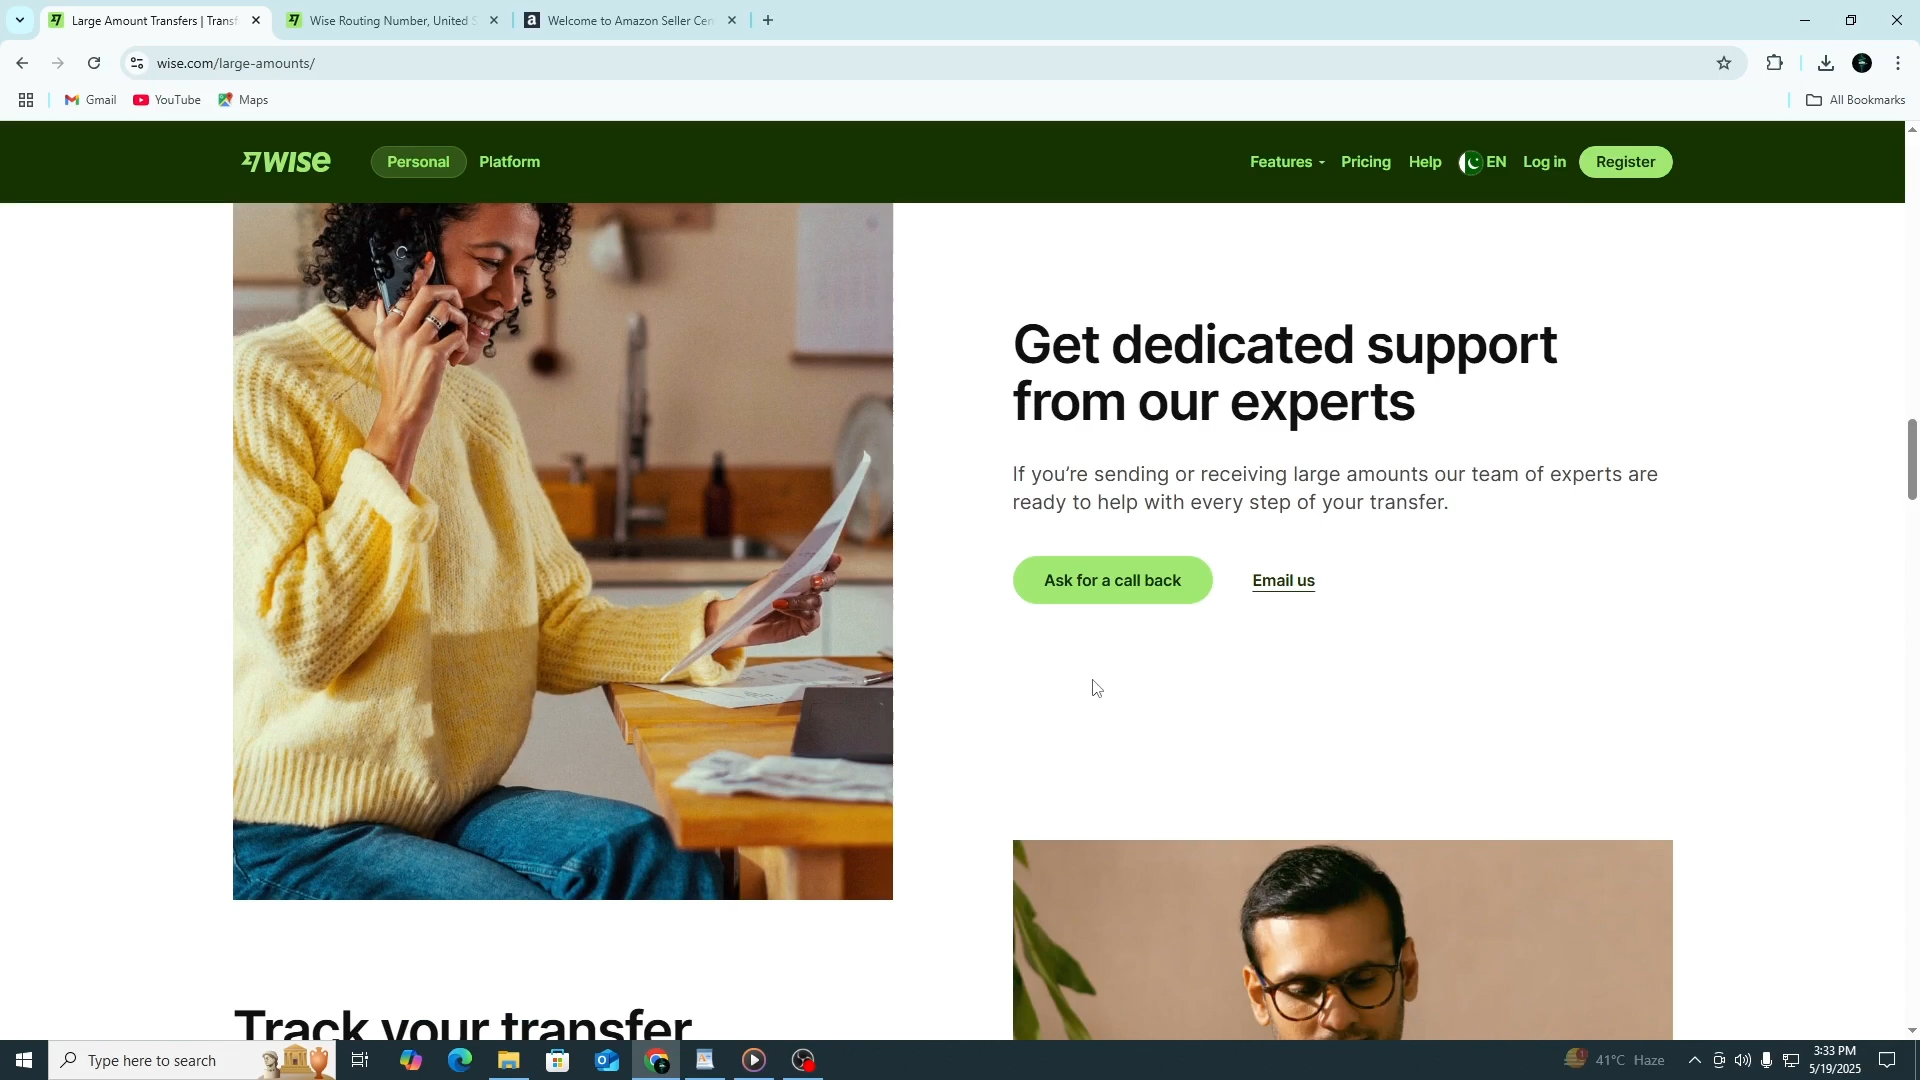 Large Amount Transfers | Transf
Wise Routing Number, United S
Welcome to Amazon Seller Cen
wise.com/large-amounts/
Gmail
YouTube
Maps
All Bookmarks
WISE
Personal
Platform
Features
Pricing
Help
EN
Log in
Register
Get dedicated support
from our experts
If you’re sending or receiving large amounts our team of experts are
ready to help with every step of your transfer.
Ask for a call back
Email us
Track your transfer
Type here to search
41°C Haze
3:33 PM
5/19/2025